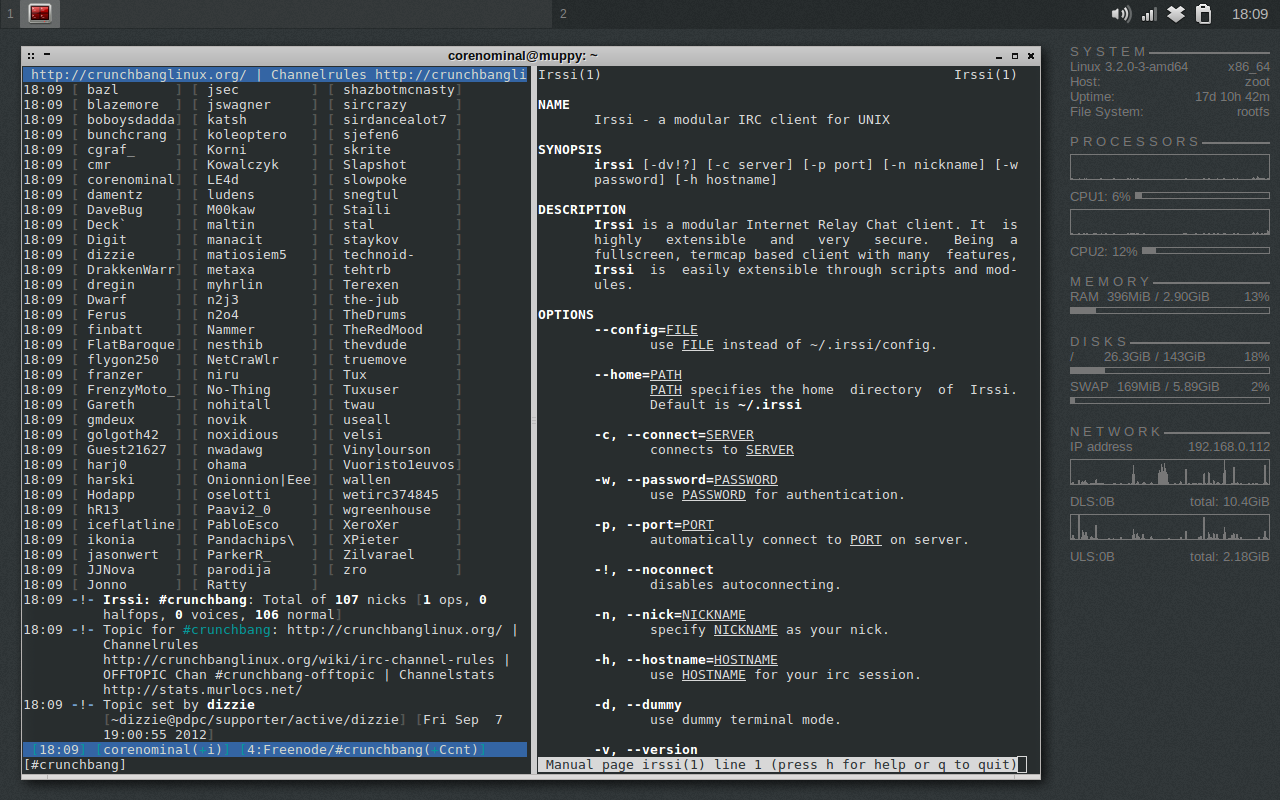 1
2
18:09
corenominal@muppy: ~
http://crunchbanglinux.org/ | Channelrules http://crunchbangli
18:09 [ bazl ] [ jsec ] [ shazbotmcnasty]
18:09 [ blazemore ] [ jswagner ] [ sircrazy ]
18:09 [ boboysdadda] [ katsh ] [ sirdancealot7 ]
18:09 [ bunchcrang ] [ koleoptero ] [ sjefen6 ]
18:09 [ cgraf_ ] [ Korni ] [ skrite ]
18:09 [ cmr ] [ Kowalczyk ] [ Slapshot ]
18:09 [ corenominal] [ LE4d ] [ slowpoke ]
18:09 [ damentz ] [ ludens ] [ snegtul ]
18:09 [ DaveBug ] [ M00kaw ] [ Staili ]
18:09 [ Deck` ] [ maltin ] [ stal ]
18:09 [ Digit ] [ manacit ] [ staykov ]
18:09 [ dizzie ] [ matiosiem5 ] [ technoid- ]
18:09 [ DrakkenWarr] [ metaxa ] [ tehtrb ]
18:09 [ dregin ] [ myhrlin ] [ Terexen ]
18:09 [ Dwarf ] [ n2j3 ] [ the-jub ]
18:09 [ Ferus ] [ n2o4 ] [ TheDrums ]
18:09 [ finbatt ] [ Nammer ] [ TheRedMood ]
18:09 [ FlatBaroque] [ nesthib ] [ thevdude ]
18:09 [ flygon250 ] [ NetCraWlr ] [ truemove ]
18:09 [ franzer ] [ niru ] [ Tux ]
18:09 [ FrenzyMoto_] [ No-Thing ] [ Tuxuser ]
18:09 [ Gareth ] [ nohitall ] [ twau ]
18:09 [ gmdeux ] [ novik ] [ useall ]
18:09 [ golgoth42 ] [ noxidious ] [ velsi ]
18:09 [ Guest21627 ] [ nwadawg ] [ Vinylourson ]
18:09 [ harj0 ] [ ohama ] [ Vuoristo1euvos]
18:09 [ harski ] [ Onionnion|Eee] [ wallen ]
18:09 [ Hodapp ] [ oselotti ] [ wetirc374845 ]
18:09 [ hR13 ] [ Paavi2_0 ] [ wgreenhouse ]
18:09 [ iceflatline] [ PabloEsco ] [ XeroXer ]
18:09 [ ikonia ] [ Pandachips\ ] [ XPieter ]
18:09 [ jasonwert ] [ ParkerR_ ] [ Zilvarael ]
18:09 [ JJNova ] [ parodija ] [ zro ]
18:09 [ Jonno ] [ Ratty ]
18:09 -!- Irssi: #crunchbang: Total of 107 nicks [1 ops, 0
halfops, 0 voices, 106 normal]
18:09 -!- Topic for #crunchbang: http://crunchbanglinux.org/ |
Channelrules
http://crunchbanglinux.org/wiki/irc-channel-rules |
OFFTOPIC Chan #crunchbang-offtopic | Channelstats
http://stats.murlocs.net/
18:09 -!- Topic set by dizzie
[~dizzie@pdpc/supporter/active/dizzie] [Fri Sep  7
19:00:55 2012]
[18:09] [corenominal(+i)] [4:Freenode/#crunchbang(+Ccnt)]
[#crunchbang]
Irssi(1) Irssi(1)
NAME
Irssi - a modular IRC client for UNIX
SYNOPSIS
irssi [-dv!?] [-c server] [-p port] [-n nickname] [-w
password] [-h hostname]
DESCRIPTION
Irssi is a modular Internet Relay Chat client. It is
highly extensible and very secure. Being a
fullscreen, termcap based client with many features,
Irssi is easily extensible through scripts and mod-
ules.
OPTIONS
--config=FILE
use FILE instead of ~/.irssi/config.
--home=PATH
PATH specifies the home directory of Irssi.
Default is ~/.irssi
-c, --connect=SERVER
connects to SERVER
-w, --password=PASSWORD
use PASSWORD for authentication.
-p, --port=PORT
automatically connect to PORT on server.
-!, --noconnect
disables autoconnecting.
-n, --nick=NICKNAME
specify NICKNAME as your nick.
-h, --hostname=HOSTNAME
use HOSTNAME for your irc session.
-d, --dummy
use dummy terminal mode.
-v, --version
Manual page irssi(1) line 1 (press h for help or q to quit)
SYSTEM
Linux 3.2.0-3-amd64 x86_64
Host: zoot
Uptime: 17d 10h 42m
File System: rootfs
PROCESSORS
CPU1: 6%
CPU2: 12%
MEMORY
RAM 396MiB / 2.90GiB 13%
DISKS
/ 26.3GiB / 143GiB 18%
SWAP 169MiB / 5.89GiB 2%
NETWORK
IP address 192.168.0.112
DLS:0B total: 10.4GiB
ULS:0B total: 2.18GiB